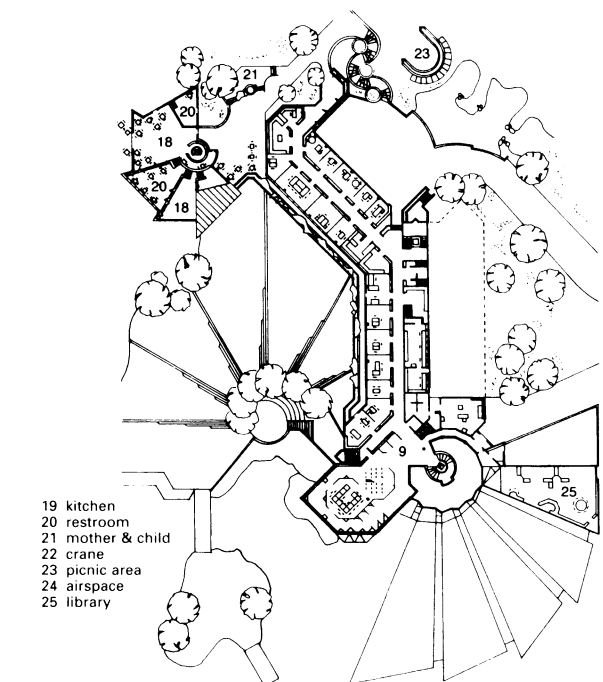 23
21
20
18
20
18
9
25
19 kitchen
20 restroom
21 mother & child
22 crane
23 picnic area
24 airspace
25 library